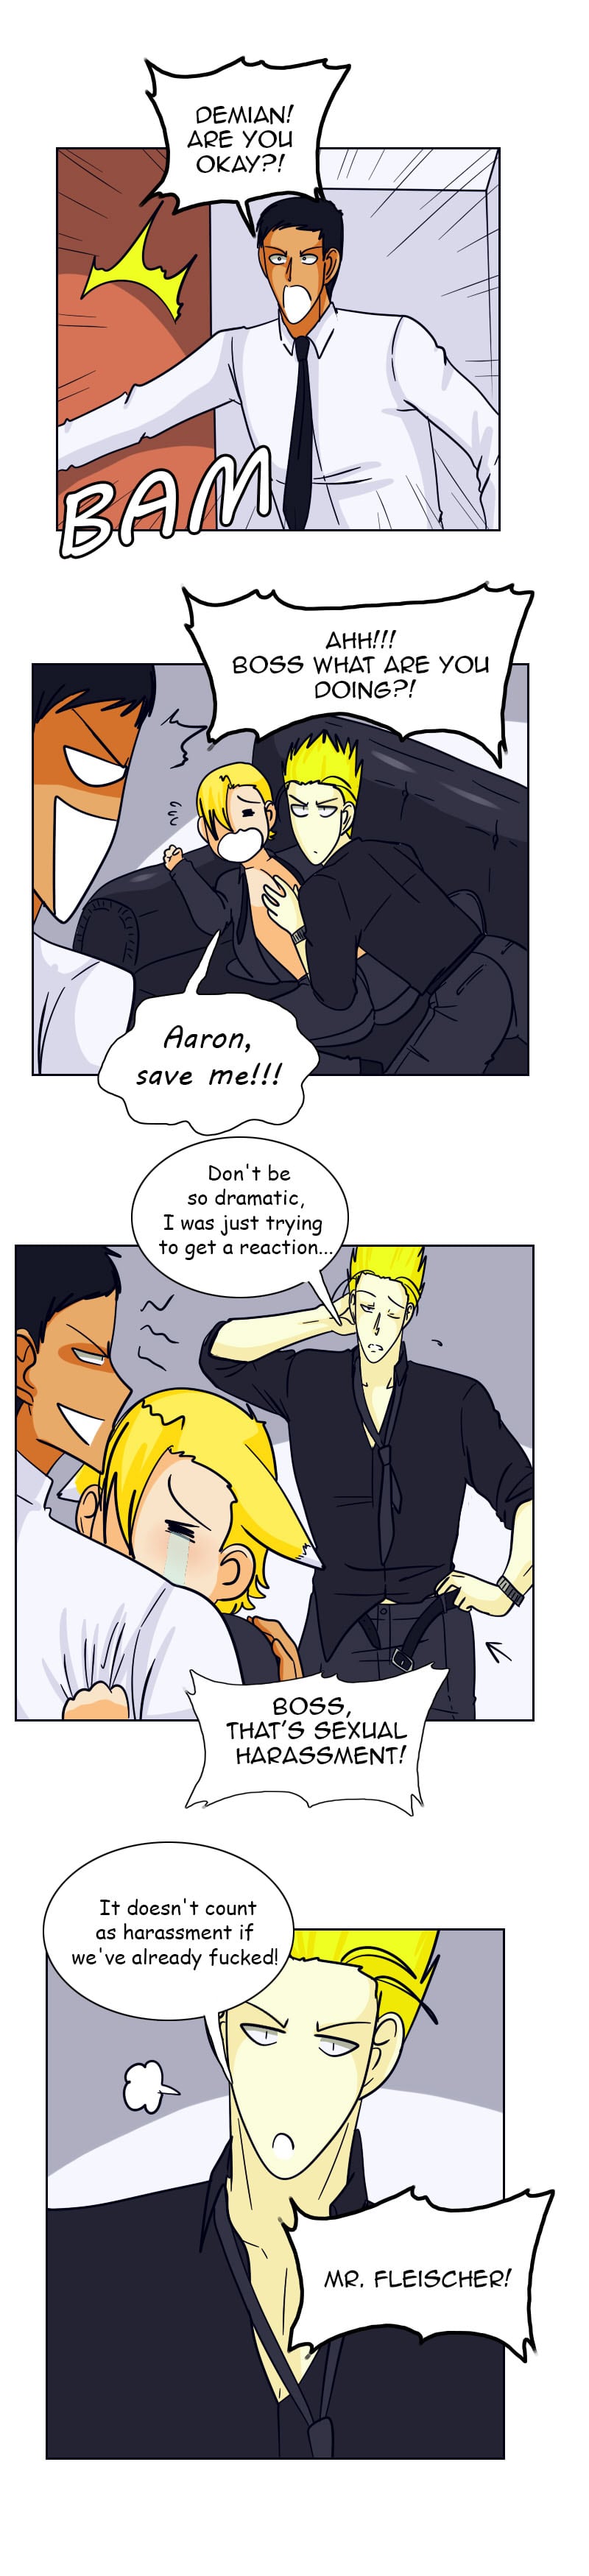 DEMIAN!
ARE YOU
OKAY?!
BAM
AHH!!!
BOSS WHAT ARE YOU
DOING?!
Aaron,
save me!!!
Don't be
so dramatic,
I was just trying
to get a reaction...
BOSS,
THAT'S SEXUAL
HARASSMENT!
It doesn't count
as harassment if
we've already fucked!
MR. FLEISCHER!